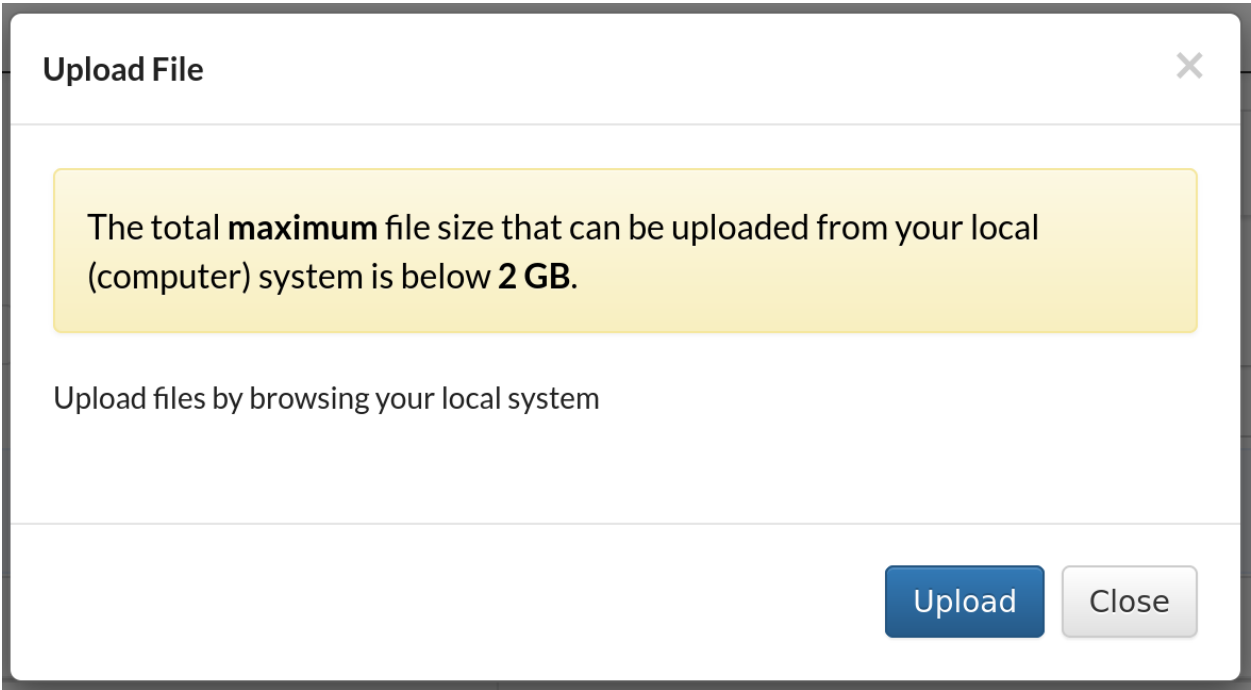 Upload File
The total maximum file size that can be uploaded from your local
(computer) system is below 2 GB.
Upload files by browsing your local system
Upload
Close